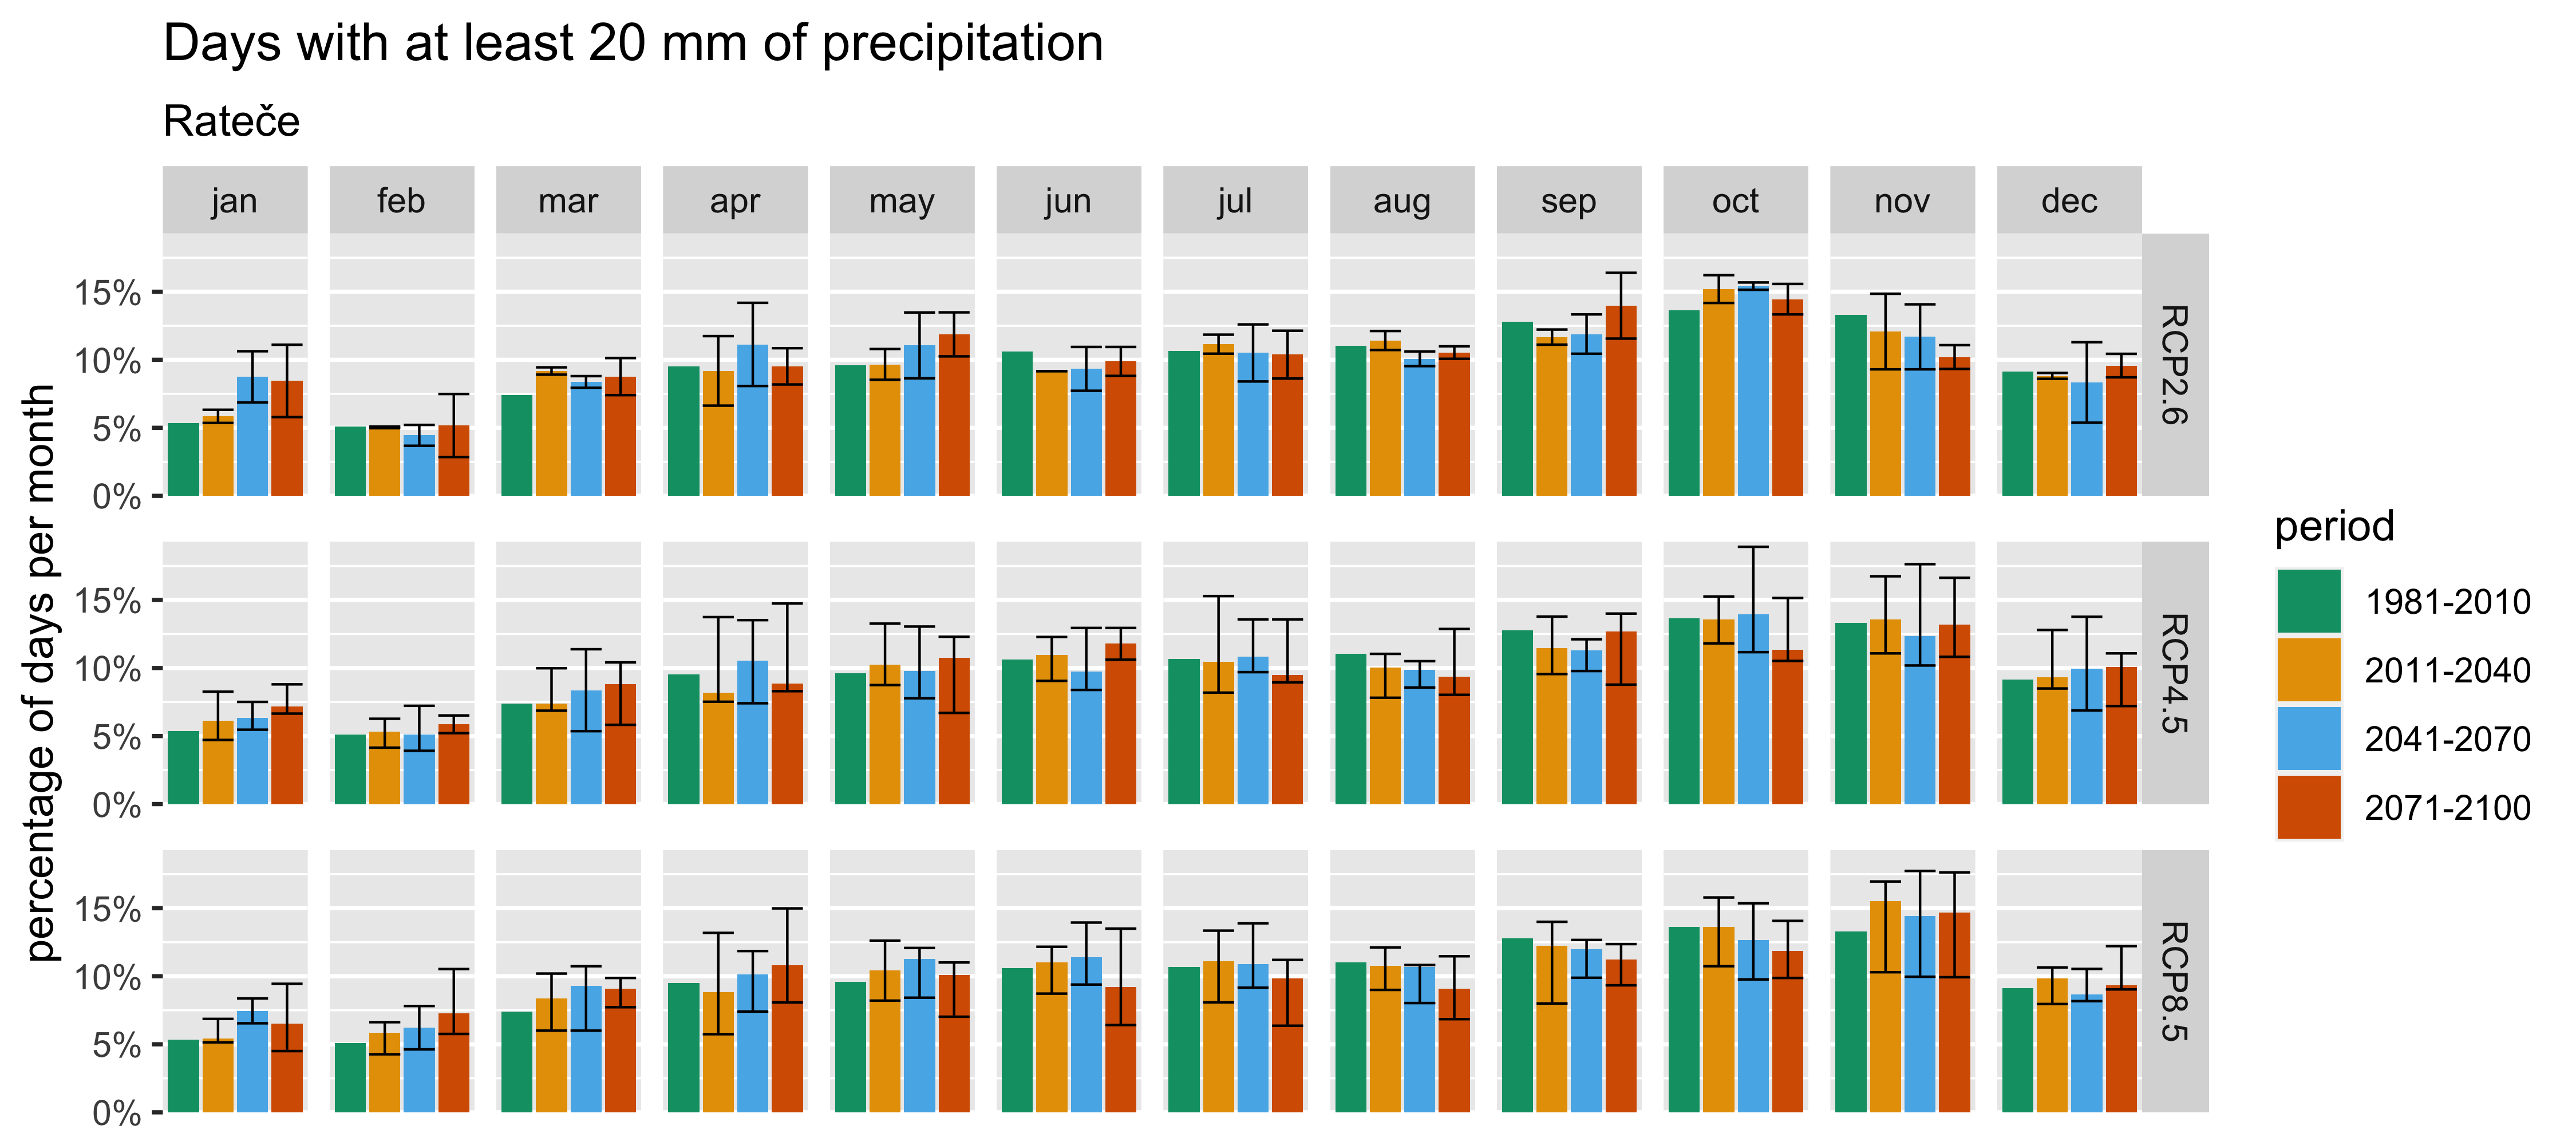 Days with at least 20 mm of precipitation
Rateče
jan feb mar apr may jun jul aug sep oct nov dec
percentage of days per month
15%
10%
5%
0%
RCP2.6
15%
10%
5%
0%
RCP4.5
15%
10%
5%
0%
RCP8.5
period
1981-2010
2011-2040
2041-2070
2071-2100